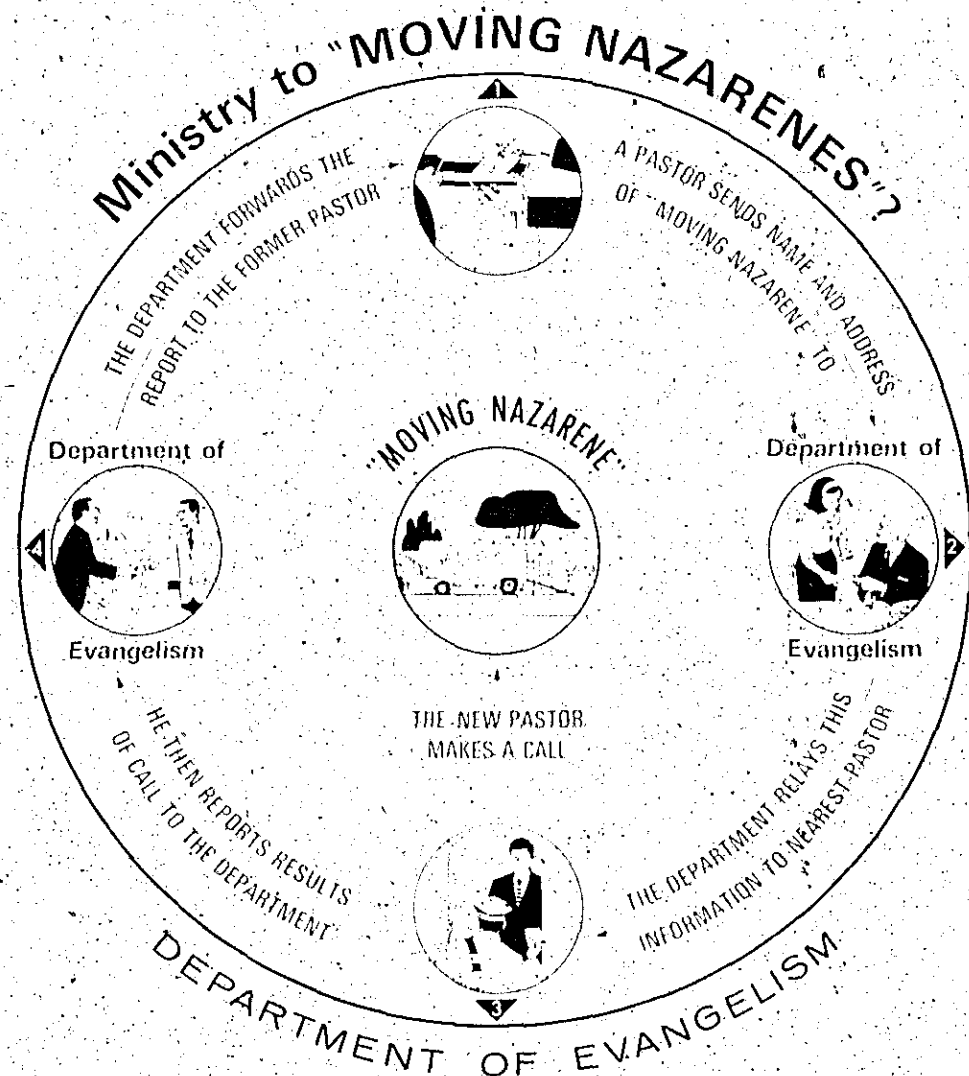 Ministry to "MOVING NAZARENES"?
1
A PASTOR SENDS NAME AND ADDRESS
OF "MOVING NAZARENE" TO
Department of
2
Evangelism
THE DEPARTMENT RELAYS THIS
INFORMATION TO NEAREST PASTOR
3
"MOVING NAZARENE"
THE NEW PASTOR
MAKES A CALL
HE THEN REPORTS RESULTS
OF CALL TO THE DEPARTMENT
Department of
4
Evangelism
THE DEPARTMENT FORWARDS THE
REPORT TO THE FORMER PASTOR
DEPARTMENT OF EVANGELISM